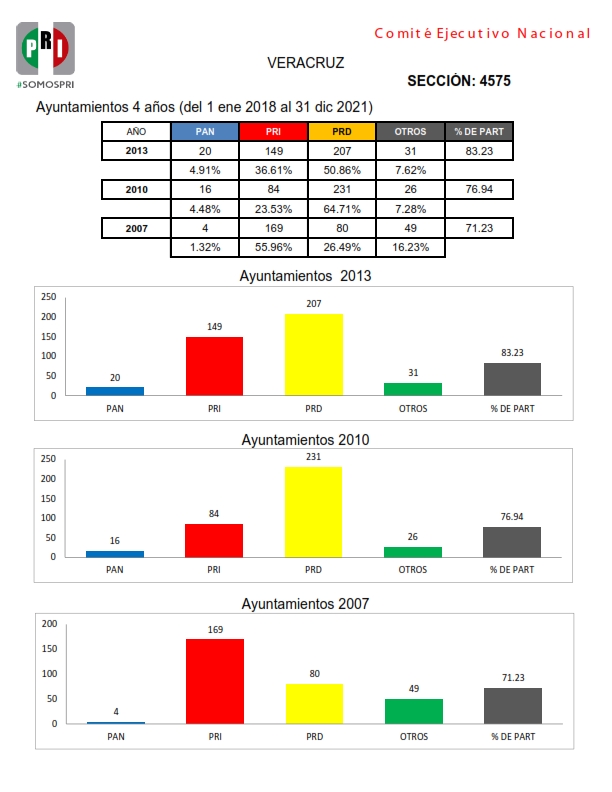 Comité Ejecutivo Nacional
PRI
#SOMOSPRI
VERACRUZ
SECCIÓN: 4575
Ayuntamientos 4 años (del 1 ene 2018 al 31 dic 2021)
AÑO PAN PRI PRD OTROS % DE PART
2013 20 149 207 31 83.23
4.91% 36.61% 50.86% 7.62%
2010 16 84 231 26 76.94
4.48% 23.53% 64.71% 7.28%
2007 4 169 80 49 71.23
1.32% 55.96% 26.49% 16.23%
Ayuntamientos 2013
250
200
150
100
50
0
20 149 207 31 83.23
PAN PRI PRD OTROS % DE PART
Ayuntamientos 2010
250
200
150
100
50
0
16 84 231 26 76.94
PAN PRI PRD OTROS % DE PART
Ayuntamientos 2007
200
150
100
50
0
4 169 80 49 71.23
PAN PRI PRD OTROS % DE PART